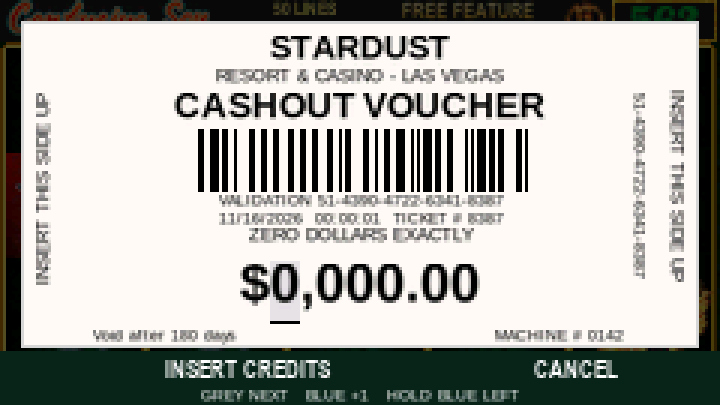 50 LINES FREE FEATURE
STARDUST
RESORT & CASINO - LAS VEGAS
CASHOUT VOUCHER
INSERT THIS SIDE UP
VALIDATION 51-4390-4722-6341-8387
11/16/2026 00:00:01 TICKET # 8387
ZERO DOLLARS EXACTLY
$0,000.00
Void after 180 days
MACHINE # 0142
51-4390-4722-6341-8387
INSERT THIS SIDE UP
INSERT CREDITS
CANCEL
GREY NEXT BLUE +1 HOLD BLUE LEFT